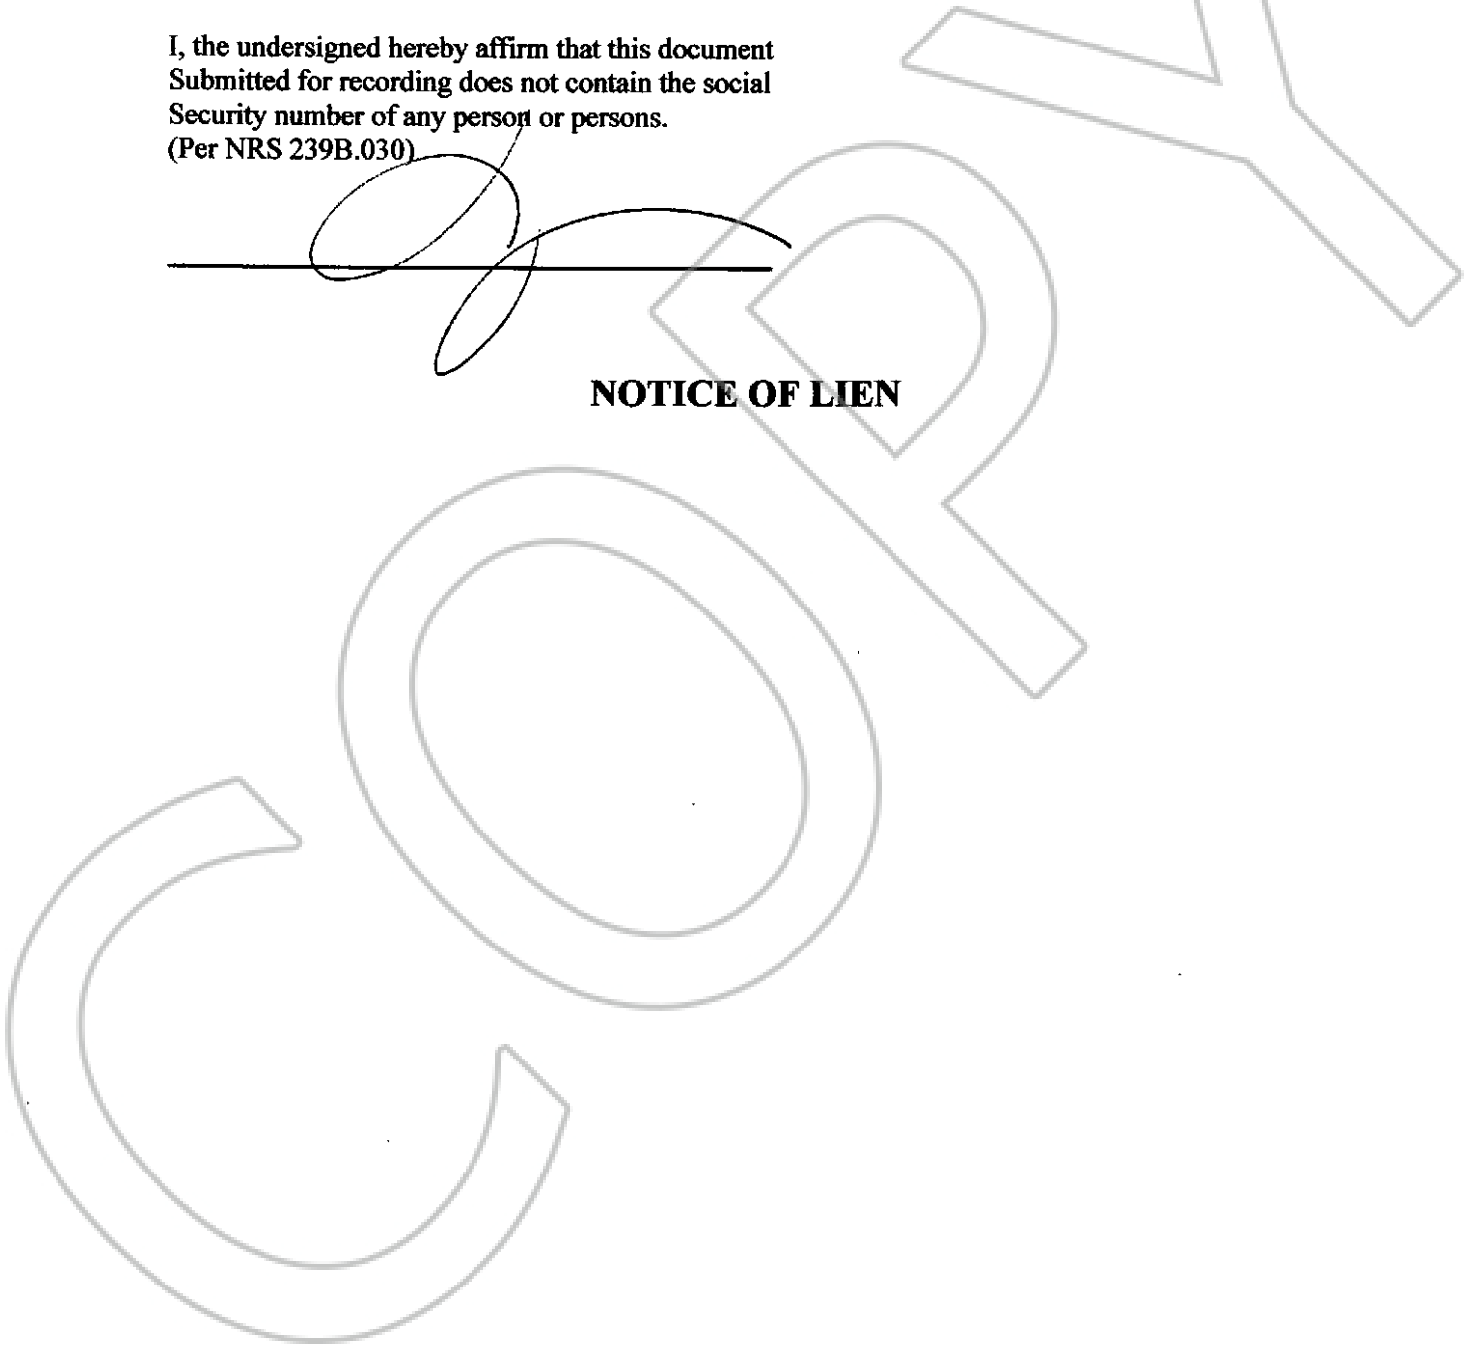 I, the undersigned hereby affirm that this document
Submitted for recording does not contain the social
Security number of any person or persons.
(Per NRS 239B.030)
NOTICE OF LIEN
COPY